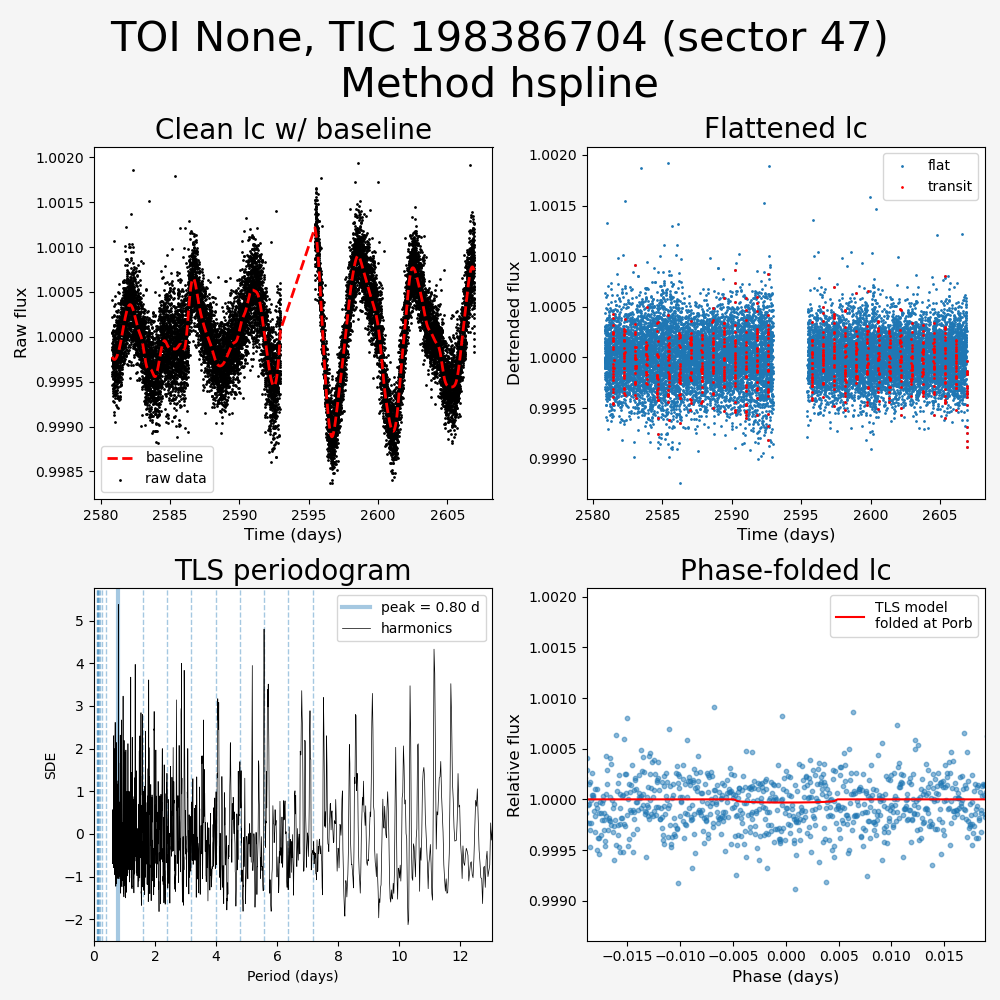 TOI None, TIC 198386704 (sector 47)
Method hspline
Clean lc w/ baseline
Raw flux
1.0020
1.0015
1.0010
1.0005
1.0000
0.9995
0.9990
0.9985
baseline
raw data
2580 2585 2590 2595 2600 2605
Time (days)
Flattened lc
Detrended flux
1.0020
1.0015
1.0010
1.0005
1.0000
0.9995
0.9990
flat
transit
2580 2585 2590 2595 2600 2605
Time (days)
TLS periodogram
SDE
5
4
3
2
1
0
−1
−2
peak = 0.80 d
harmonics
0 2 4 6 8 10 12
Period (days)
Phase-folded lc
Relative flux
1.0020
1.0015
1.0010
1.0005
1.0000
0.9995
0.9990
TLS model
folded at Porb
−0.015 −0.010 −0.005 0.000 0.005 0.010 0.015
Phase (days)